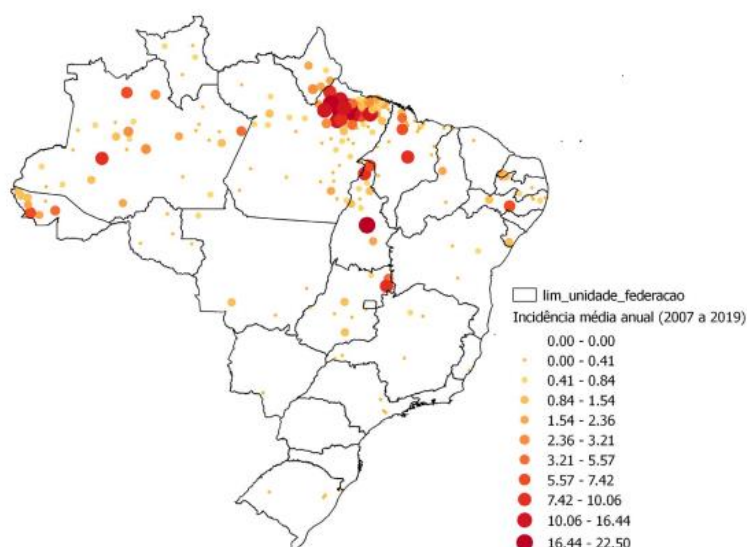 lim_unidade_federacao
Incidência média anual (2007 a 2019)
0.00 - 0.00
0.00 - 0.41
0.41 - 0.84
0.84 - 1.54
1.54 - 2.36
2.36 - 3.21
3.21 - 5.57
5.57 - 7.42
7.42 - 10.06
10.06 - 16.44
16.44 - 22.50